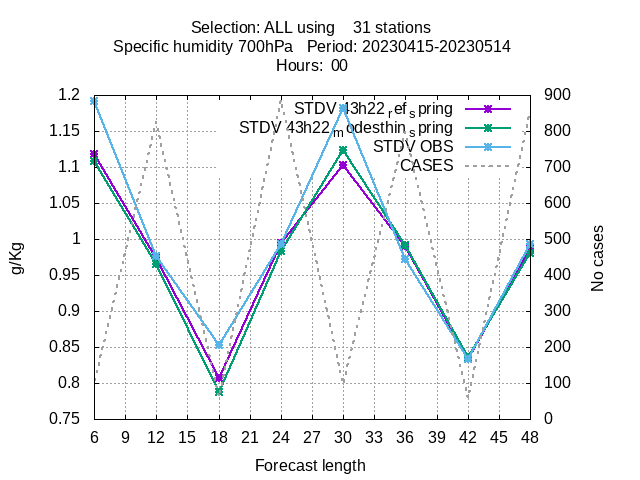 Selection: ALL using 31 stations
Specific humidity 700hPa Period: 20230415-20230514
Hours: 00
STDV 43h22ref spring
STDV 43h22modesthinspring
STDV OBS
CASES
1.2
1.15
1.1
1.05
1
0.95
0.9
0.85
0.8
0.75
900
800
700
600
500
400
300
200
100
0
g/Kg
No cases
6 9 12 15 18 21 24 27 30 33 36 39 42 45 48
Forecast length